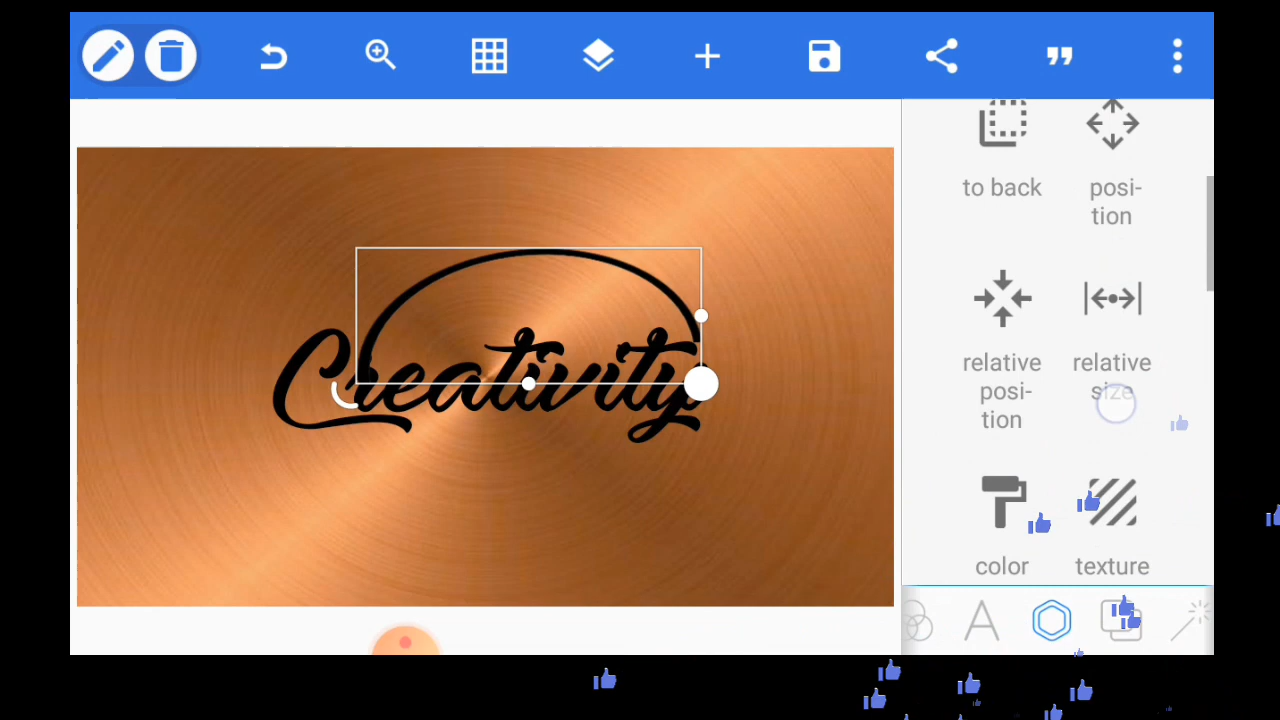 to back
posi-
tion
relative
posi-
tion
relative
size
color
texture
Creativity